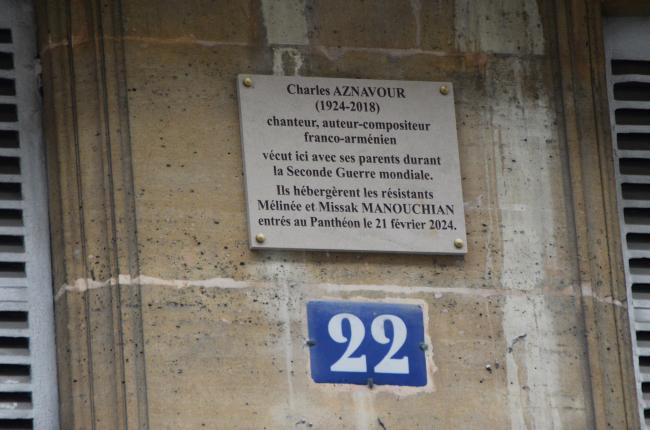 Charles AZNAVOUR
(1924-2018)
chanteur, auteur-compositeur
franco-arménien
vécut ici avec ses parents durant
la Seconde Guerre mondiale.
Ils hébergèrent les résistants
Mélinée et Missak MANOUCHIAN
entrés au Panthéon le 21 février 2024.
22